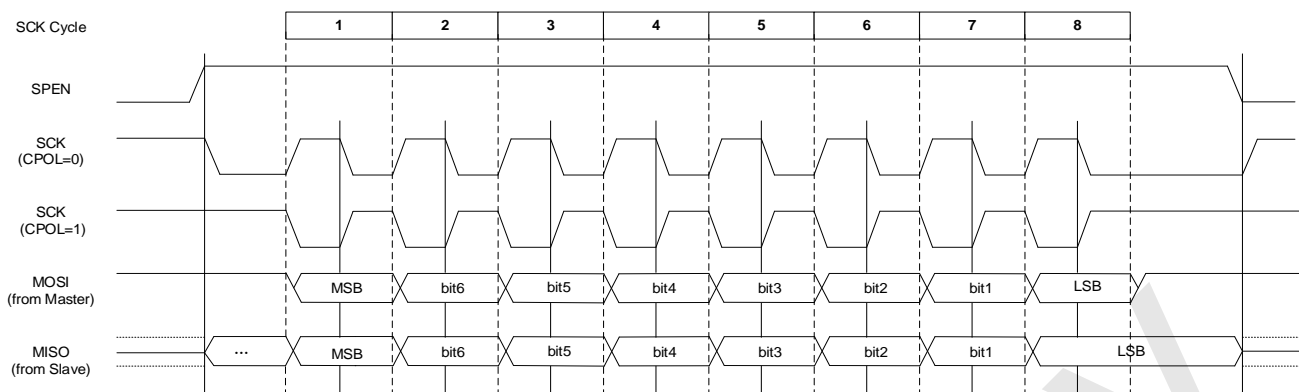 SCK Cycle 1 2 3 4 5 6 7 8
SPEN
SCK
(CPOL=0)
SCK
(CPOL=1)
MOSI
(from Master)
MSB bit6 bit5 bit4 bit3 bit2 bit1 LSB
MISO
(from Slave)
... MSB bit6 bit5 bit4 bit3 bit2 bit1 LSB